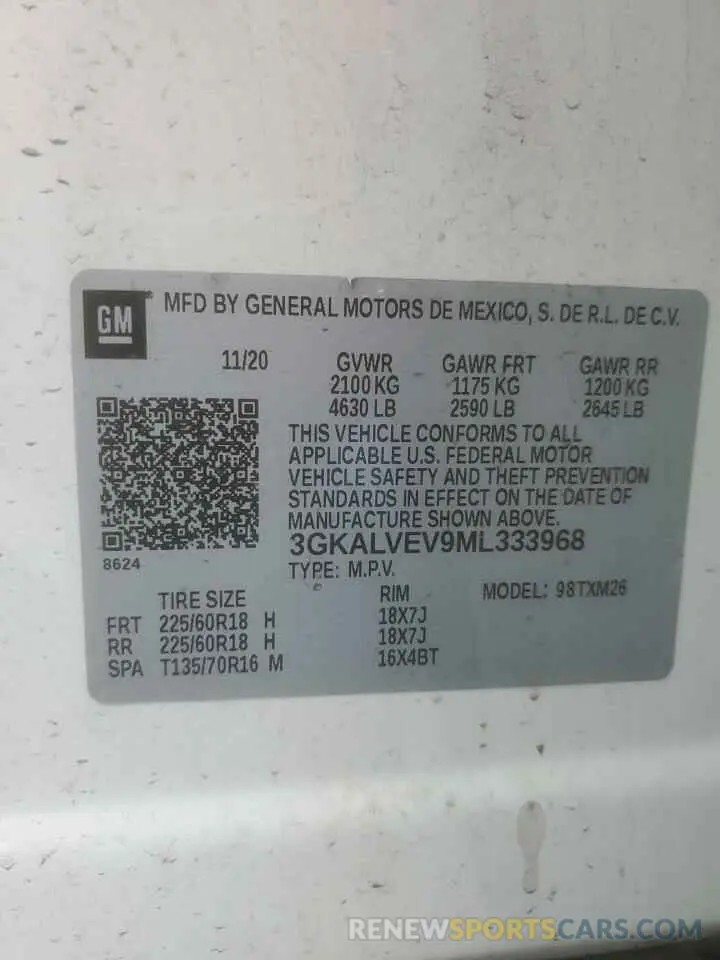 GM MFD BY GENERAL MOTORS DE MEXICO, S. DE R.L. DE C.V.
11/20 GVWR GAWR FRT GAWR RR
2100 KG 1175 KG 1200 KG
4630 LB 2590 LB 2645 LB
THIS VEHICLE CONFORMS TO ALL
APPLICABLE U.S. FEDERAL MOTOR
VEHICLE SAFETY AND THEFT PREVENTION
STANDARDS IN EFFECT ON THE DATE OF
MANUFACTURE SHOWN ABOVE.
3GKALVEV9ML333968
8624 TYPE: M.P.V. MODEL: 98TXM26
TIRE SIZE RIM
FRT 225/60R18 H 18X7J
RR 225/60R18 H 18X7J
SPA T135/70R16 M 16X4BT
RENEWSPORTSCARS.COM